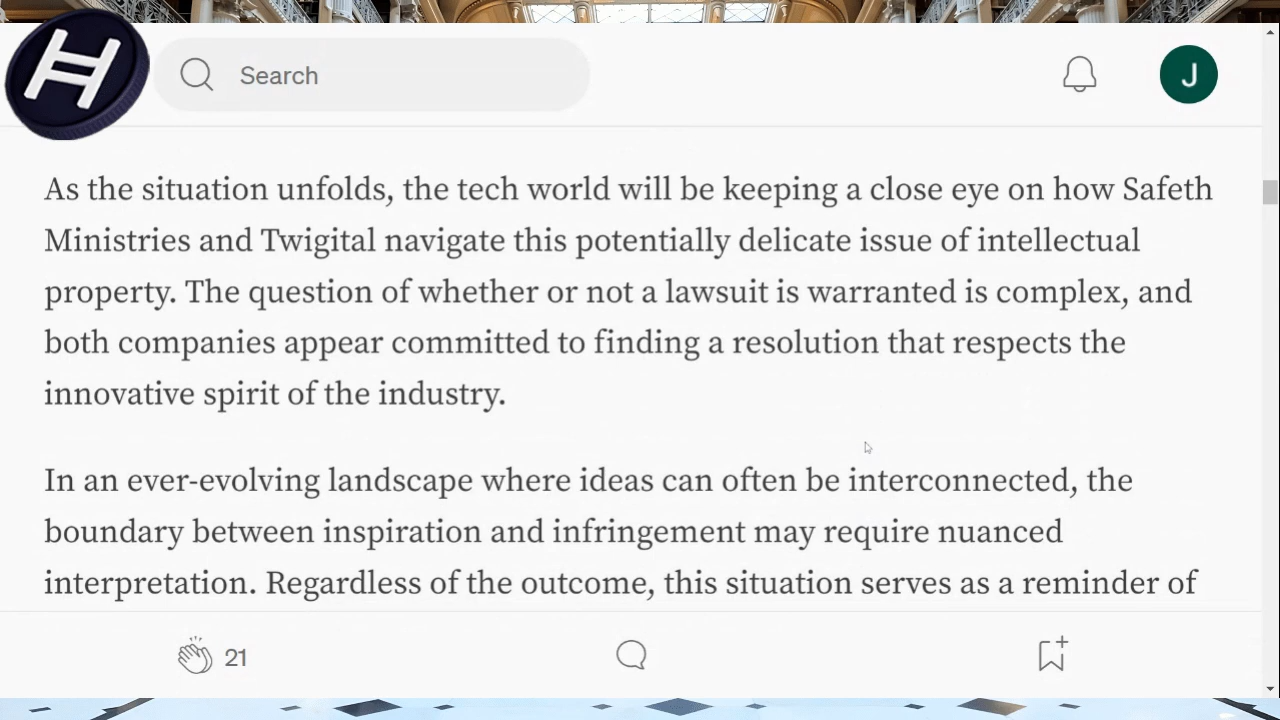 Search
J
As the situation unfolds, the tech world will be keeping a close eye on how Safeth
Ministries and Twigital navigate this potentially delicate issue of intellectual
property. The question of whether or not a lawsuit is warranted is complex, and
both companies appear committed to finding a resolution that respects the
innovative spirit of the industry.
In an ever-evolving landscape where ideas can often be interconnected, the
boundary between inspiration and infringement may require nuanced
interpretation. Regardless of the outcome, this situation serves as a reminder of
21